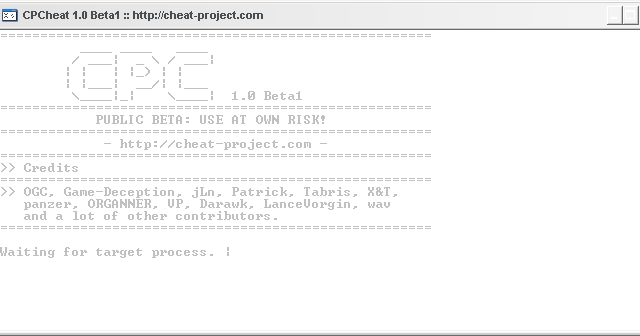 CPCheat 1.0 Beta1 :: http://cheat-project.com
CPC 1.0 Beta1
PUBLIC BETA: USE AT OWN RISK!
- http://cheat-project.com -
>> Credits
>> OGC, Game-Deception, jLn, Patrick, Tabris, X&T,
panzer, ORGANNER, VP, Darawk, LanceVorgin, wav
and a lot of other contributors.
Waiting for target process. |